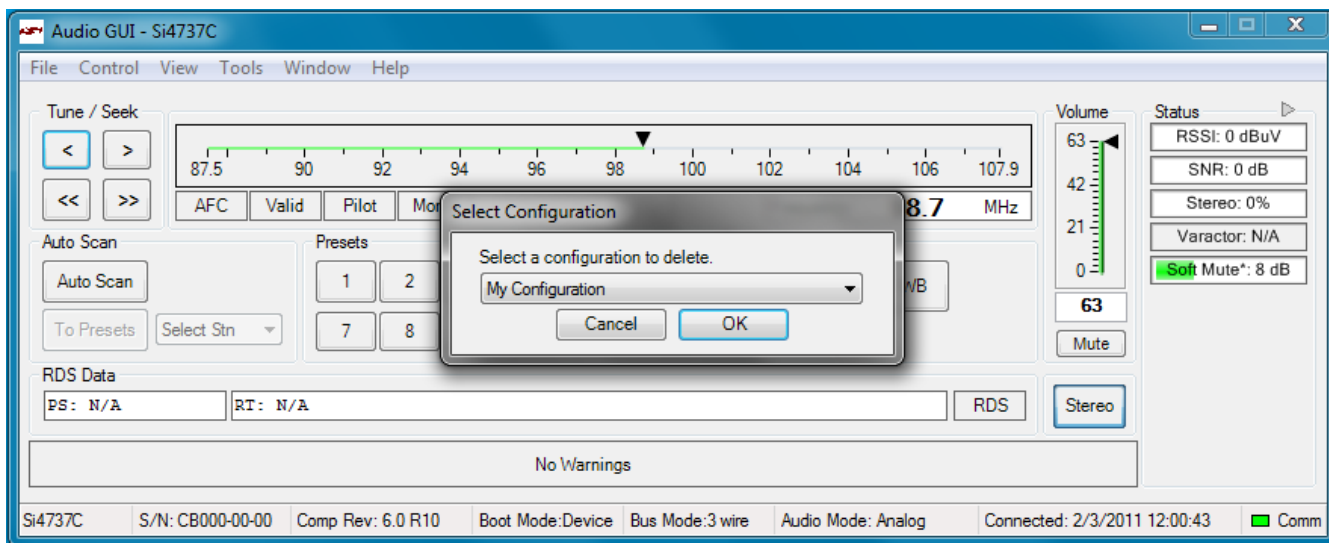 Audio GUI - Si4737C
File Control View Tools Window Help
Tune / Seek
< >
<< >>
87.5 90 92 94 96 98 100 102 104 106 107.9
AFC Valid Pilot
8.7 MHz
Volume
63
42
21
0
63
Mute
Status
RSSI: 0 dBuV
SNR: 0 dB
Stereo: 0%
Varactor: N/A
Soft Mute*: 8 dB
Select Configuration
Select a configuration to delete.
My Configuration
Cancel OK
Auto Scan
Auto Scan
To Presets Select Stn
Presets
1 2
7 8
WB
RDS Data
PS: N/A RT: N/A RDS
Stereo
No Warnings
Si4737C S/N: CB000-00-00 Comp Rev: 6.0 R10 Boot Mode:Device Bus Mode:3 wire Audio Mode: Analog Connected: 2/3/2011 12:00:43 Comm